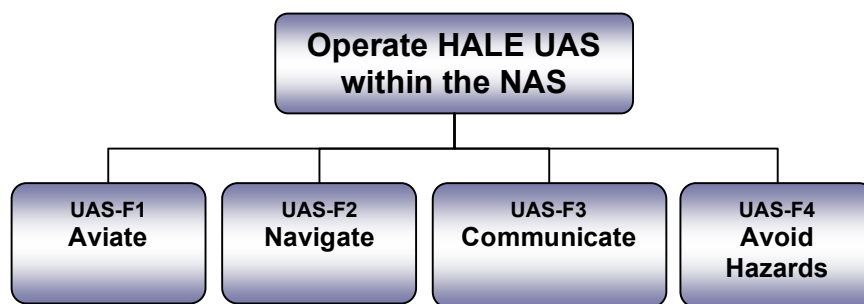 Operate HALE UAS
within the NAS
UAS-F1
Aviate
UAS-F2
Navigate
UAS-F3
Communicate
UAS-F4
Avoid
Hazards